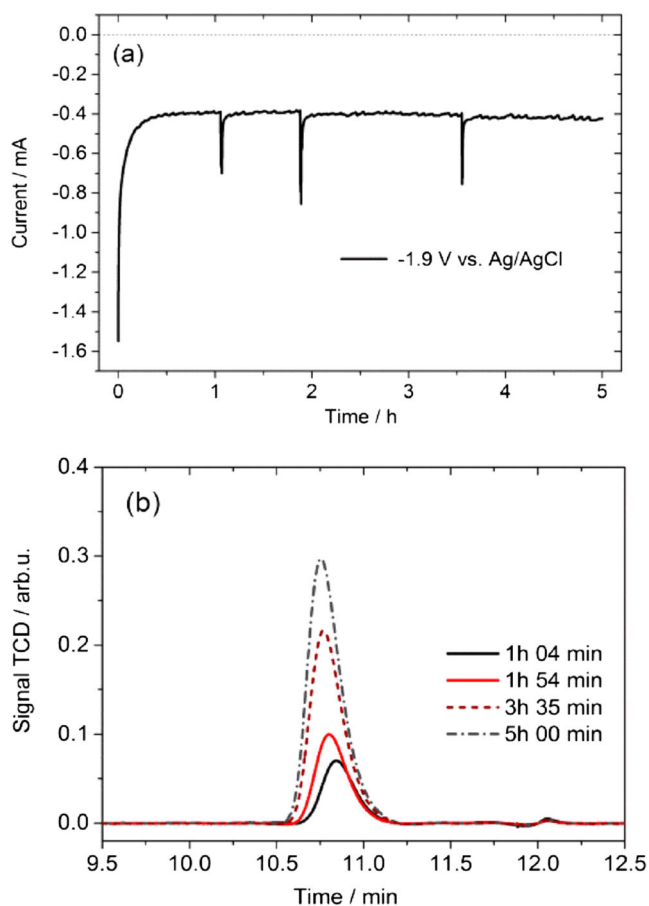 (a)
0.0
-0.2
-0.4
-0.6
-0.8
-1.0
-1.2
-1.4
-1.6
Current / mA
-1.9 V vs. Ag/AgCl
0 1 2 3 4 5
Time / h
(b)
0.4
0.3
0.2
0.1
0.0
Signal TCD / arb.u.
1h 04 min
1h 54 min
3h 35 min
5h 00 min
9.5 10.0 10.5 11.0 11.5 12.0 12.5
Time / min